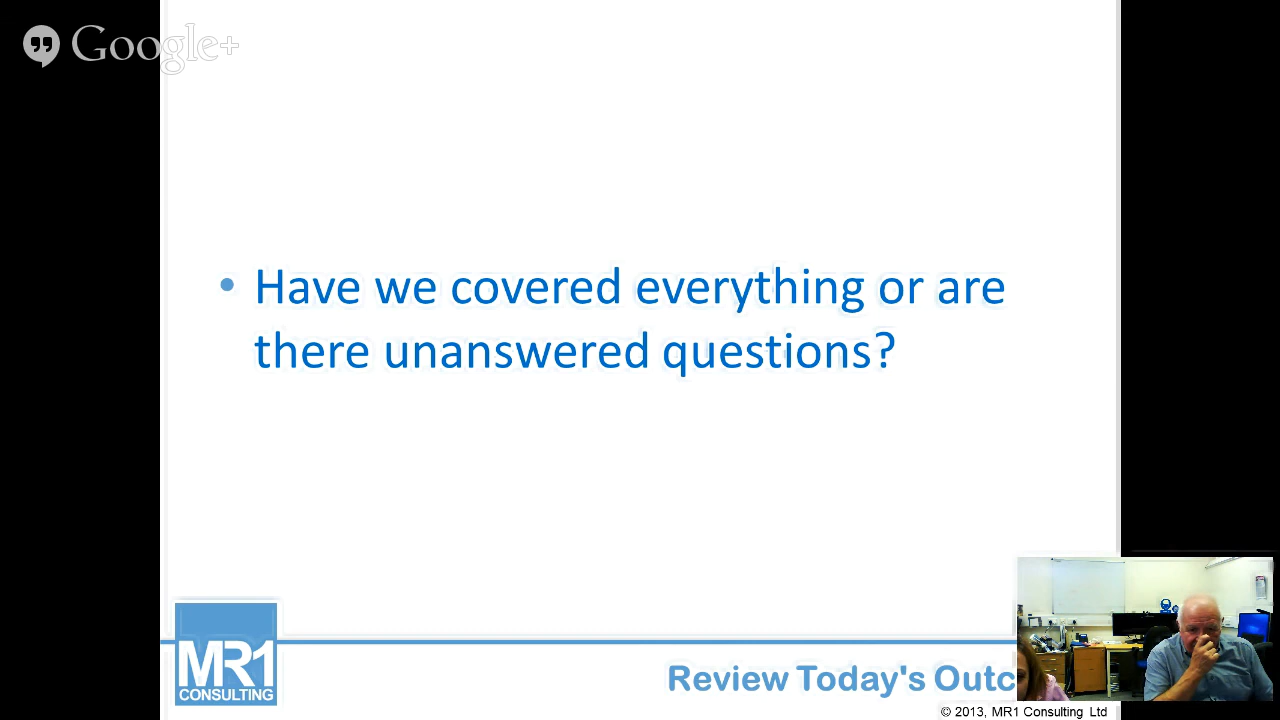 Google+
• Have we covered everything or are
there unanswered questions?
MR1
CONSULTING
Review Today's Outc
© 2013, MR1 Consulting Ltd